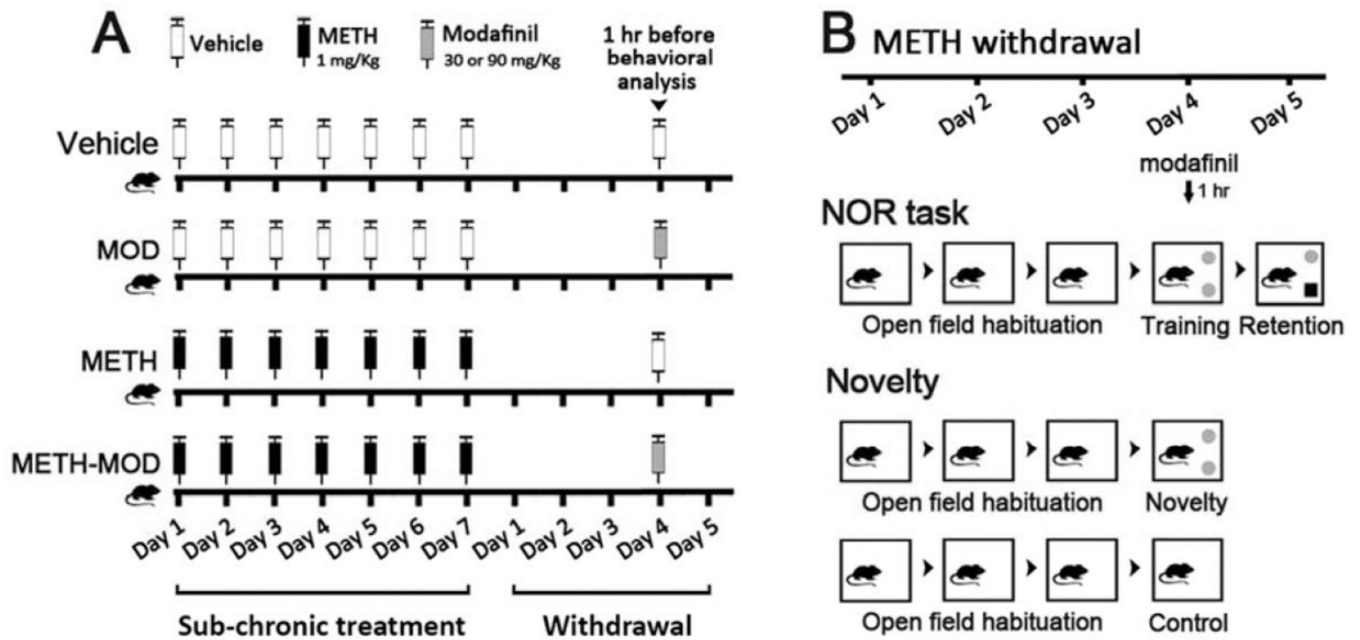 A
Vehicle
METH
1 mg/Kg
Modafinil
30 or 90 mg/Kg
1 hr before
behavioral
analysis
Vehicle
MOD
METH
METH-MOD
Day 1 Day 2 Day 3 Day 4 Day 5 Day 6 Day 7 Day 1 Day 2 Day 3 Day 4 Day 5
Sub-chronic treatment Withdrawal
B METH withdrawal
Day 1 Day 2 Day 3 Day 4 Day 5
modafinil
1 hr
NOR task
Open field habituation Training Retention
Novelty
Open field habituation Novelty
Open field habituation Control